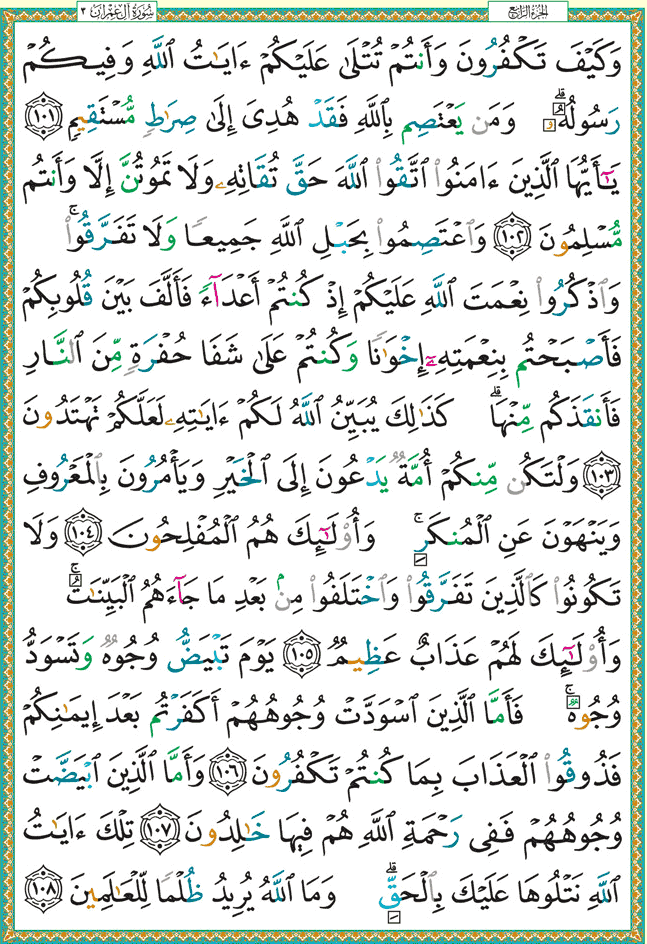 الجزء الرابع
سورة آل عمران ٣
وَكَيْفَ تَكْفُرُونَ وَأَنتُمْ تُتْلَىٰ عَلَيْكُمْ ءَايَٰتُ ٱللَّهِ وَفِيكُمْ
رَسُولُهُۥ ۗ وَمَن يَعْتَصِم بِٱللَّهِ فَقَدْ هُدِىَ إِلَىٰ صِرَٰطٍ مُّسْتَقِيمٍ ١٠١
يَٰٓأَيُّهَا ٱلَّذِينَ ءَامَنُوا۟ ٱتَّقُوا۟ ٱللَّهَ حَقَّ تُقَاتِهِۦ وَلَا تَمُوتُنَّ إِلَّا وَأَنتُم
مُّسْلِمُونَ ١٠٢ وَٱعْتَصِمُوا۟ بِحَبْلِ ٱللَّهِ جَمِيعًا وَلَا تَفَرَّقُوا۟ ۚ
وَٱذْكُرُوا۟ نِعْمَتَ ٱللَّهِ عَلَيْكُمْ إِذْ كُنتُمْ أَعْدَآءً فَأَلَّفَ بَيْنَ قُلُوبِكُمْ
فَأَصْبَحْتُم بِنِعْمَتِهِۦٓ إِخْوَٰنًا وَكُنتُمْ عَلَىٰ شَفَا حُفْرَةٍ مِّنَ ٱلنَّارِ
فَأَنقَذَكُم مِّنْهَا ۗ كَذَٰلِكَ يُبَيِّنُ ٱللَّهُ لَكُمْ ءَايَٰتِهِۦ لَعَلَّكُمْ تَهْتَدُونَ
١٠٣ وَلْتَكُن مِّنكُمْ أُمَّةٌ يَدْعُونَ إِلَى ٱلْخَيْرِ وَيَأْمُرُونَ بِٱلْمَعْرُوفِ
وَيَنْهَوْنَ عَنِ ٱلْمُنكَرِ ۚ وَأُو۟لَٰٓئِكَ هُمُ ٱلْمُفْلِحُونَ ١٠٤ وَلَا
تَكُونُوا۟ كَٱلَّذِينَ تَفَرَّقُوا۟ وَٱخْتَلَفُوا۟ مِنۢ بَعْدِ مَا جَآءَهُمُ ٱلْبَيِّنَٰتُ ۚ
وَأُو۟لَٰٓئِكَ لَهُمْ عَذَابٌ عَظِيمٌ ١٠٥ يَوْمَ تَبْيَضُّ وُجُوهٌ وَتَسْوَدُّ
وُجُوهٌ ۚ فَأَمَّا ٱلَّذِينَ ٱسْوَدَّتْ وُجُوهُهُمْ أَكَفَرْتُم بَعْدَ إِيمَٰنِكُمْ
فَذُوقُوا۟ ٱلْعَذَابَ بِمَا كُنتُمْ تَكْفُرُونَ ١٠٦ وَأَمَّا ٱلَّذِينَ ٱبْيَضَّتْ
وُجُوهُهُمْ فَفِى رَحْمَةِ ٱللَّهِ هُمْ فِيهَا خَٰلِدُونَ ١٠٧ تِلْكَ ءَايَٰتُ
ٱللَّهِ نَتْلُوهَا عَلَيْكَ بِٱلْحَقِّ ۗ وَمَا ٱللَّهُ يُرِيدُ ظُلْمًا لِّلْعَٰلَمِينَ ١٠٨